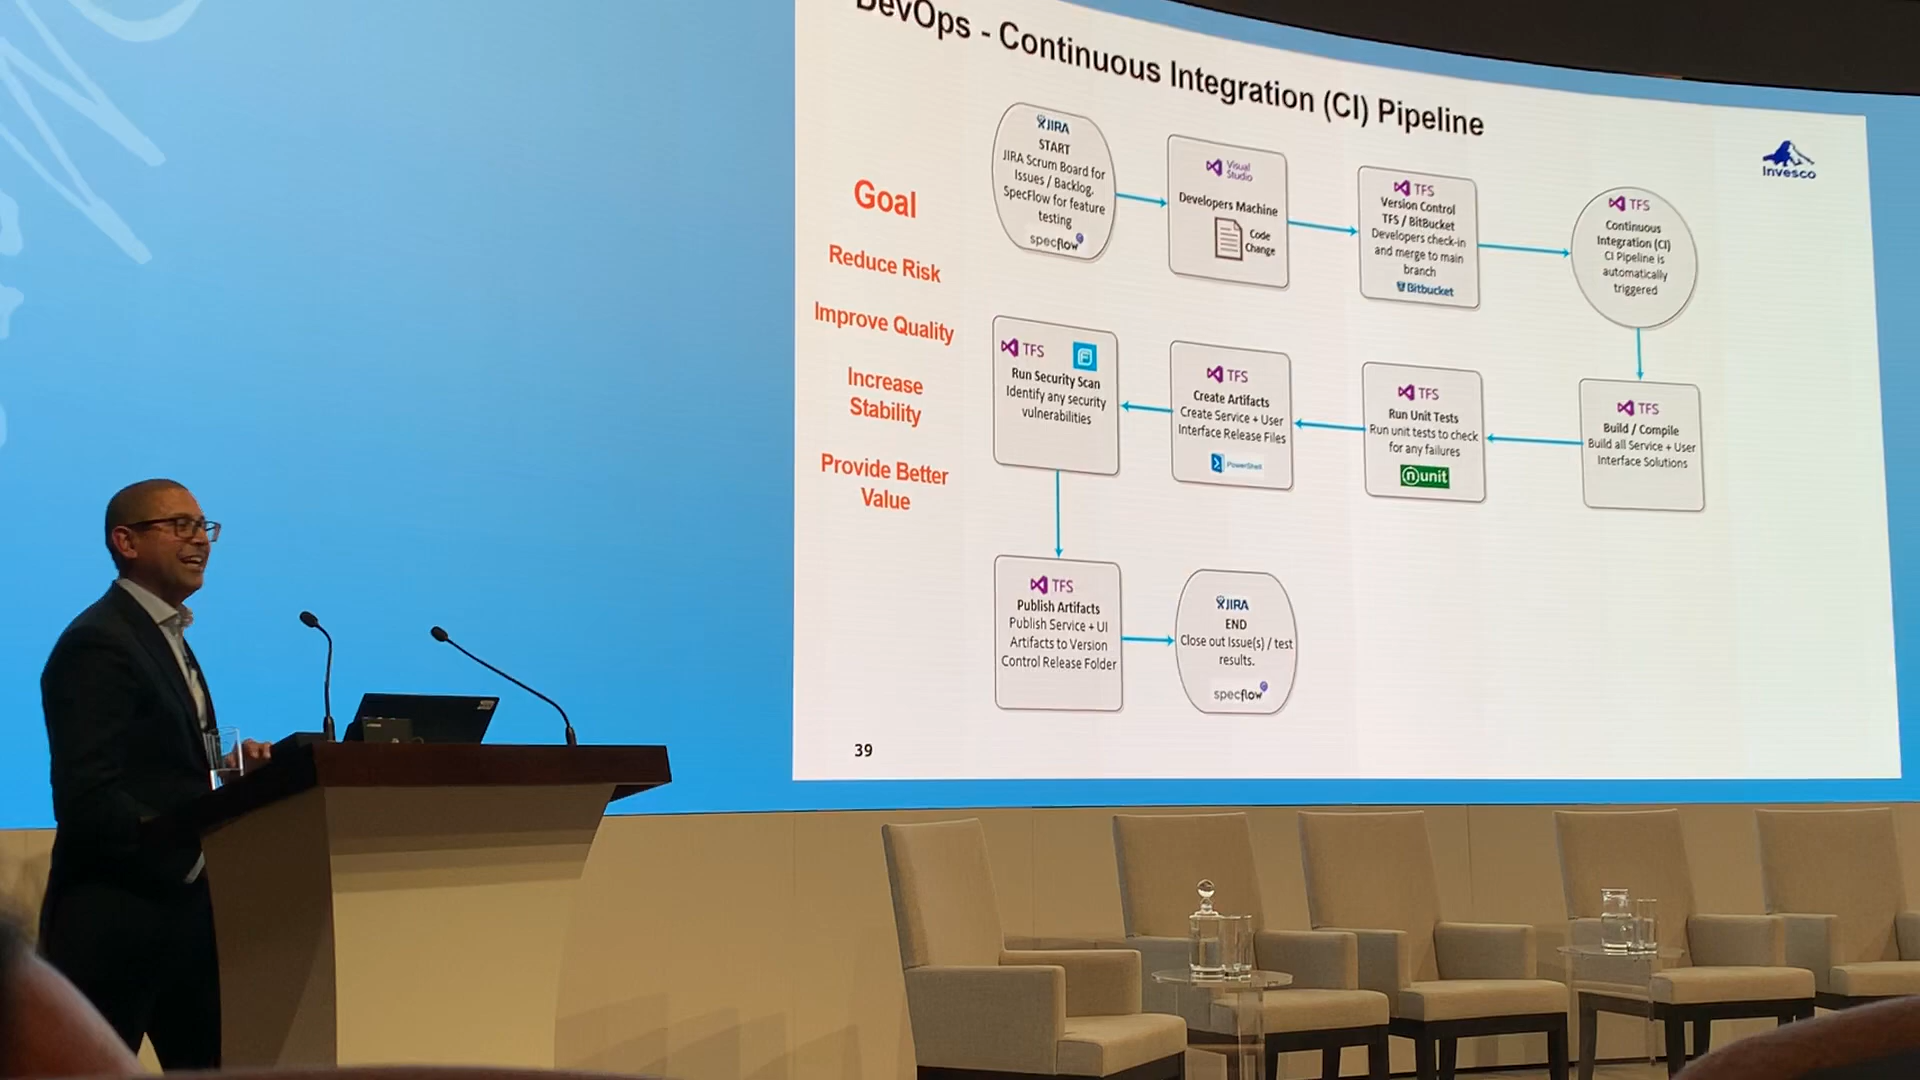 DevOps - Continuous Integration (CI) Pipeline
Invesco
Goal
Reduce Risk
Improve Quality
Increase
Stability
Provide Better
Value
JIRA
START
JIRA Scrum Board for
Issues / Backlog.
SpecFlow for feature
testing
specflow
Visual
Studio
Developers Machine
Code
Change
TFS
Version Control
TFS / BitBucket
Developers check-in
and merge to main
branch
Bitbucket
TFS
Continuous
Integration (CI)
CI Pipeline is
automatically
triggered
TFS
Build / Compile
Build all Service + User
Interface Solutions
TFS
Run Unit Tests
Run unit tests to check
for any failures
nunit
TFS
Create Artifacts
Create Service + User
Interface Release Files
PowerShell
TFS
Run Security Scan
Identify any security
vulnerabilities
TFS
Publish Artifacts
Publish Service + UI
Artifacts to Version
Control Release Folder
JIRA
END
Close out Issue(s) / test
results.
specflow
39